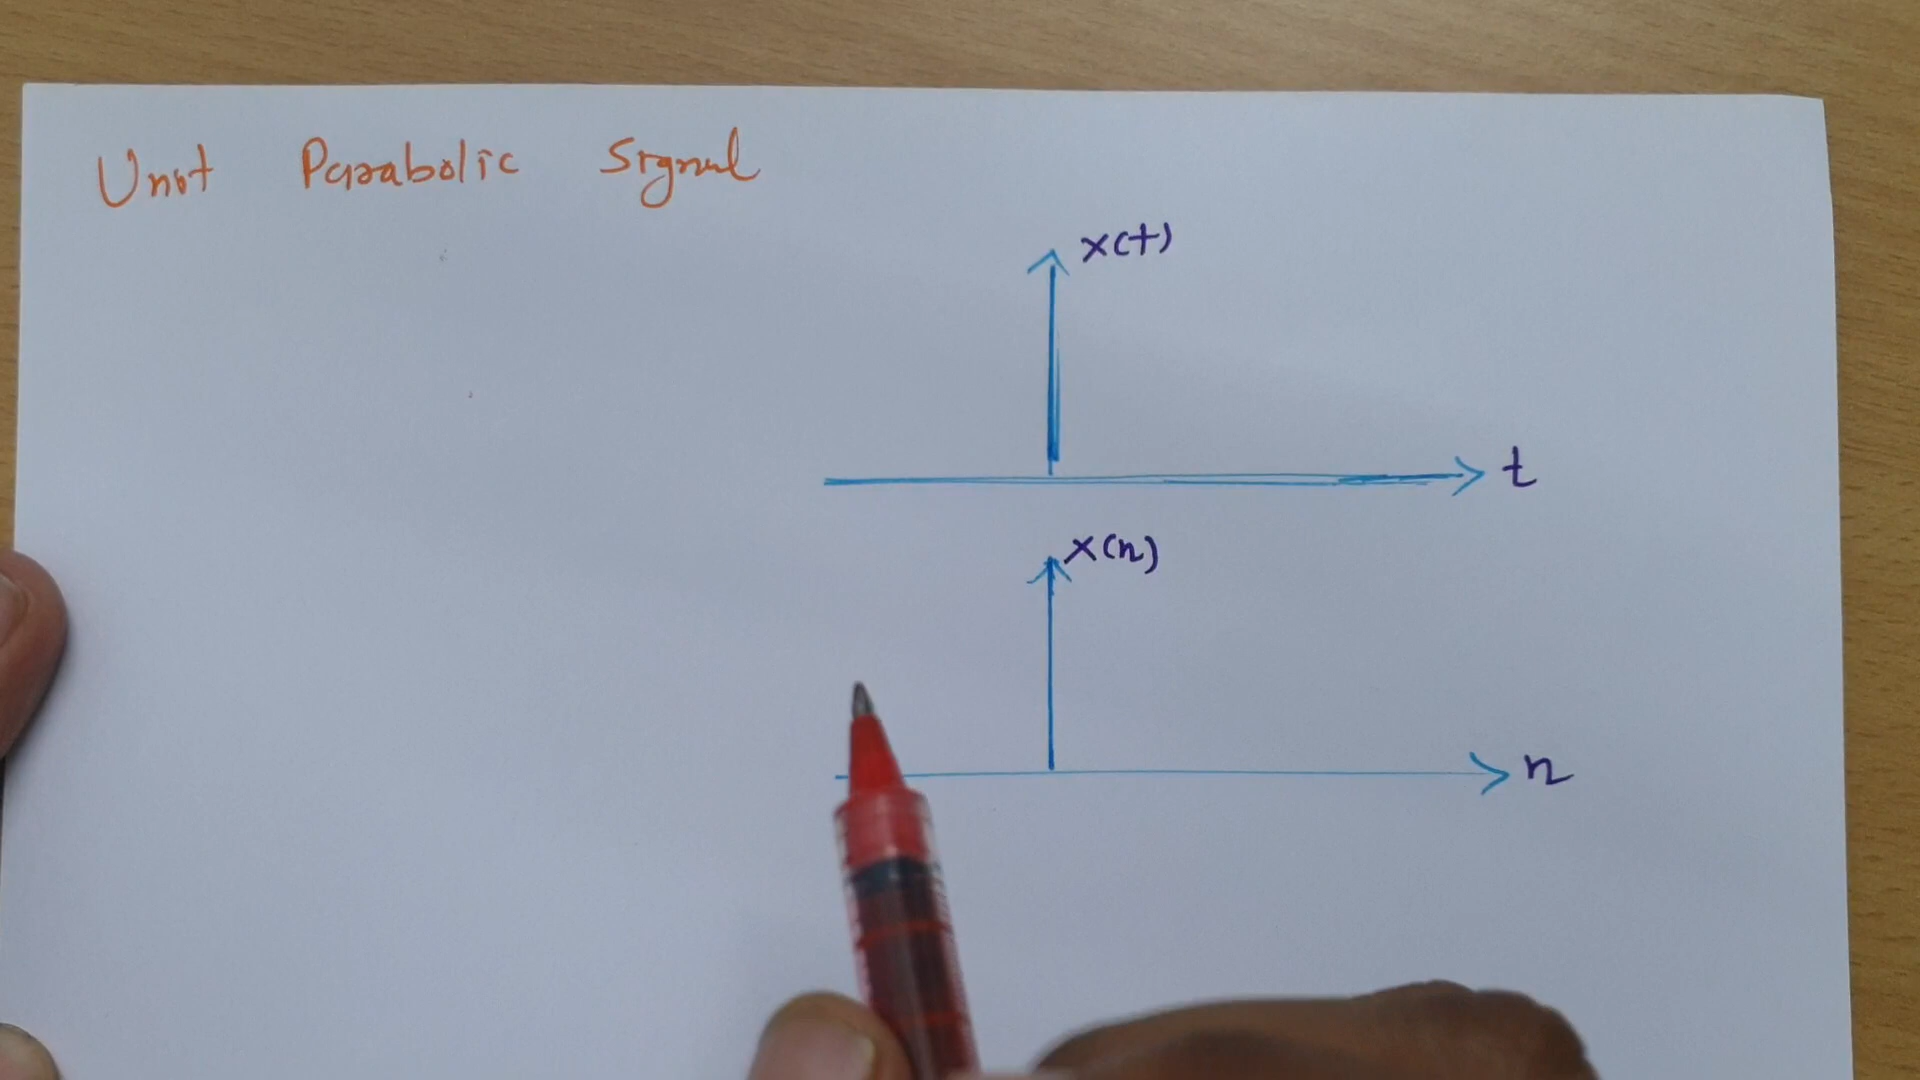 Unit Parabolic Signal
x(t)
t
x(n)
n